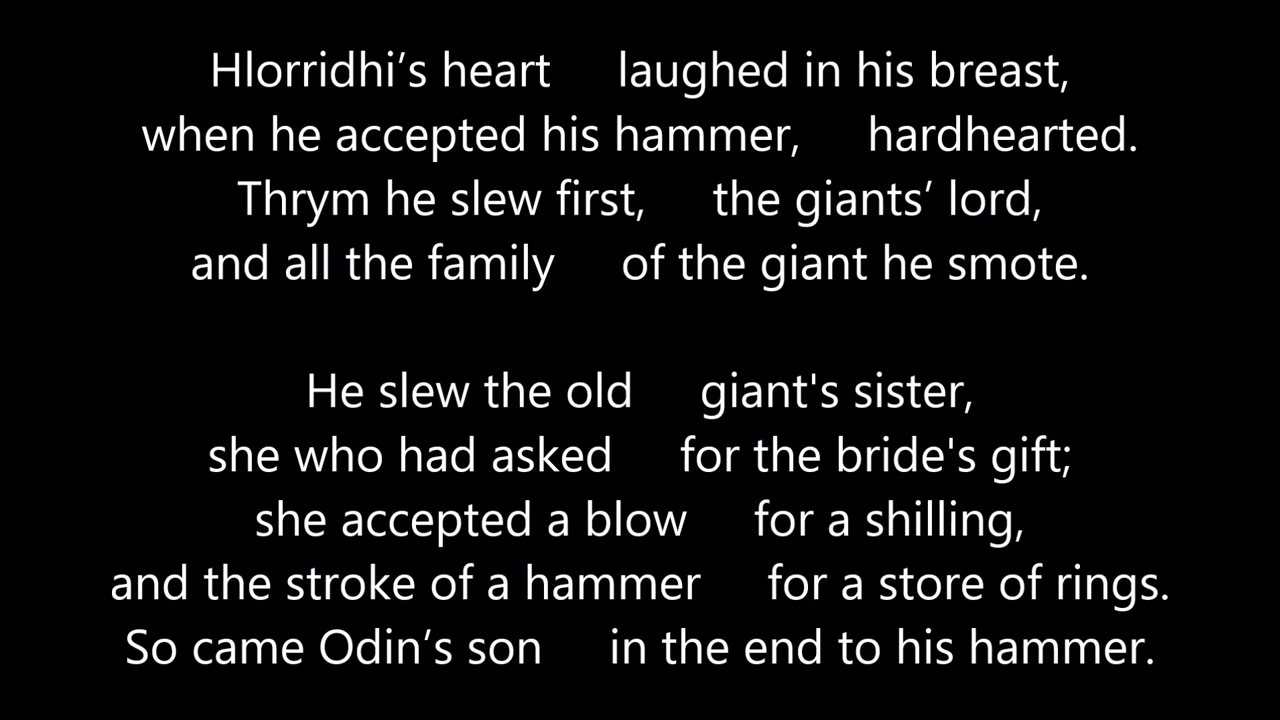 Hlorridhi’s heart laughed in his breast,
when he accepted his hammer, hardhearted.
Thrym he slew first, the giants’ lord,
and all the family of the giant he smote.
He slew the old giant's sister,
she who had asked for the bride's gift;
she accepted a blow for a shilling,
and the stroke of a hammer for a store of rings.
So came Odin’s son in the end to his hammer.